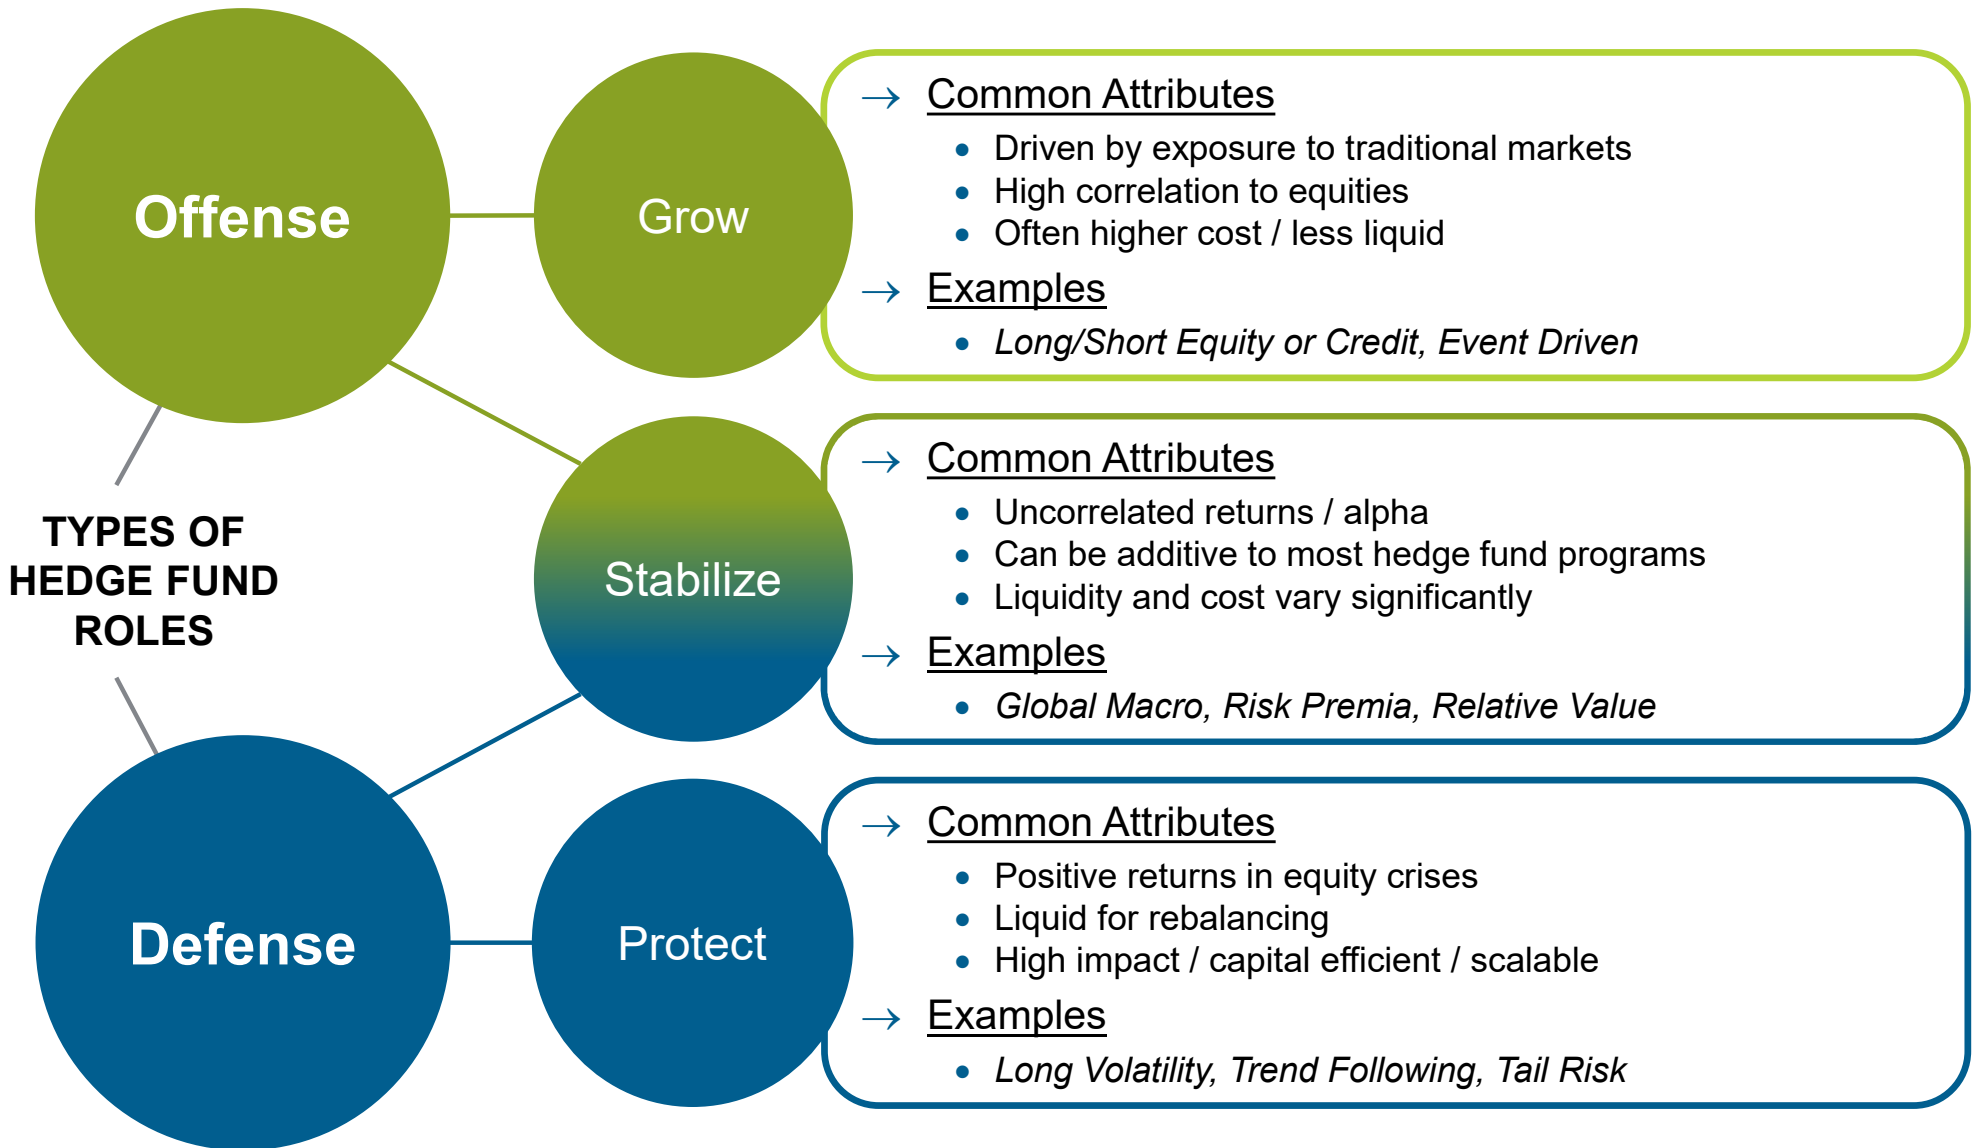 Offense
Grow
→ Common Attributes
• Driven by exposure to traditional markets
• High correlation to equities
• Often higher cost / less liquid
→ Examples
• Long/Short Equity or Credit, Event Driven
TYPES OF
HEDGE FUND
ROLES
Stabilize
→ Common Attributes
• Uncorrelated returns / alpha
• Can be additive to most hedge fund programs
• Liquidity and cost vary significantly
→ Examples
• Global Macro, Risk Premia, Relative Value
Defense
Protect
→ Common Attributes
• Positive returns in equity crises
• Liquid for rebalancing
• High impact / capital efficient / scalable
→ Examples
• Long Volatility, Trend Following, Tail Risk